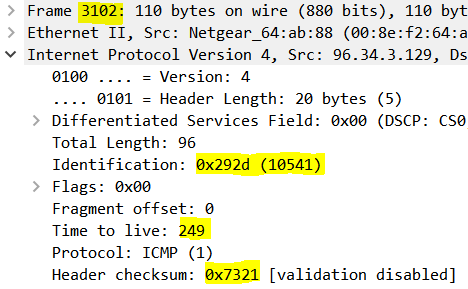 Frame 3102: 110 bytes on wire (880 bits), 110 byt
Ethernet II, Src: Netgear_64:ab:88 (00:8e:f2:64:a
Internet Protocol Version 4, Src: 96.34.3.129, Ds
0100 .... = Version: 4
.... 0101 = Header Length: 20 bytes (5)
Differentiated Services Field: 0x00 (DSCP: CS0
Total Length: 96
Identification: 0x292d (10541)
Flags: 0x00
Fragment offset: 0
Time to live: 249
Protocol: ICMP (1)
Header checksum: 0x7321 [validation disabled]